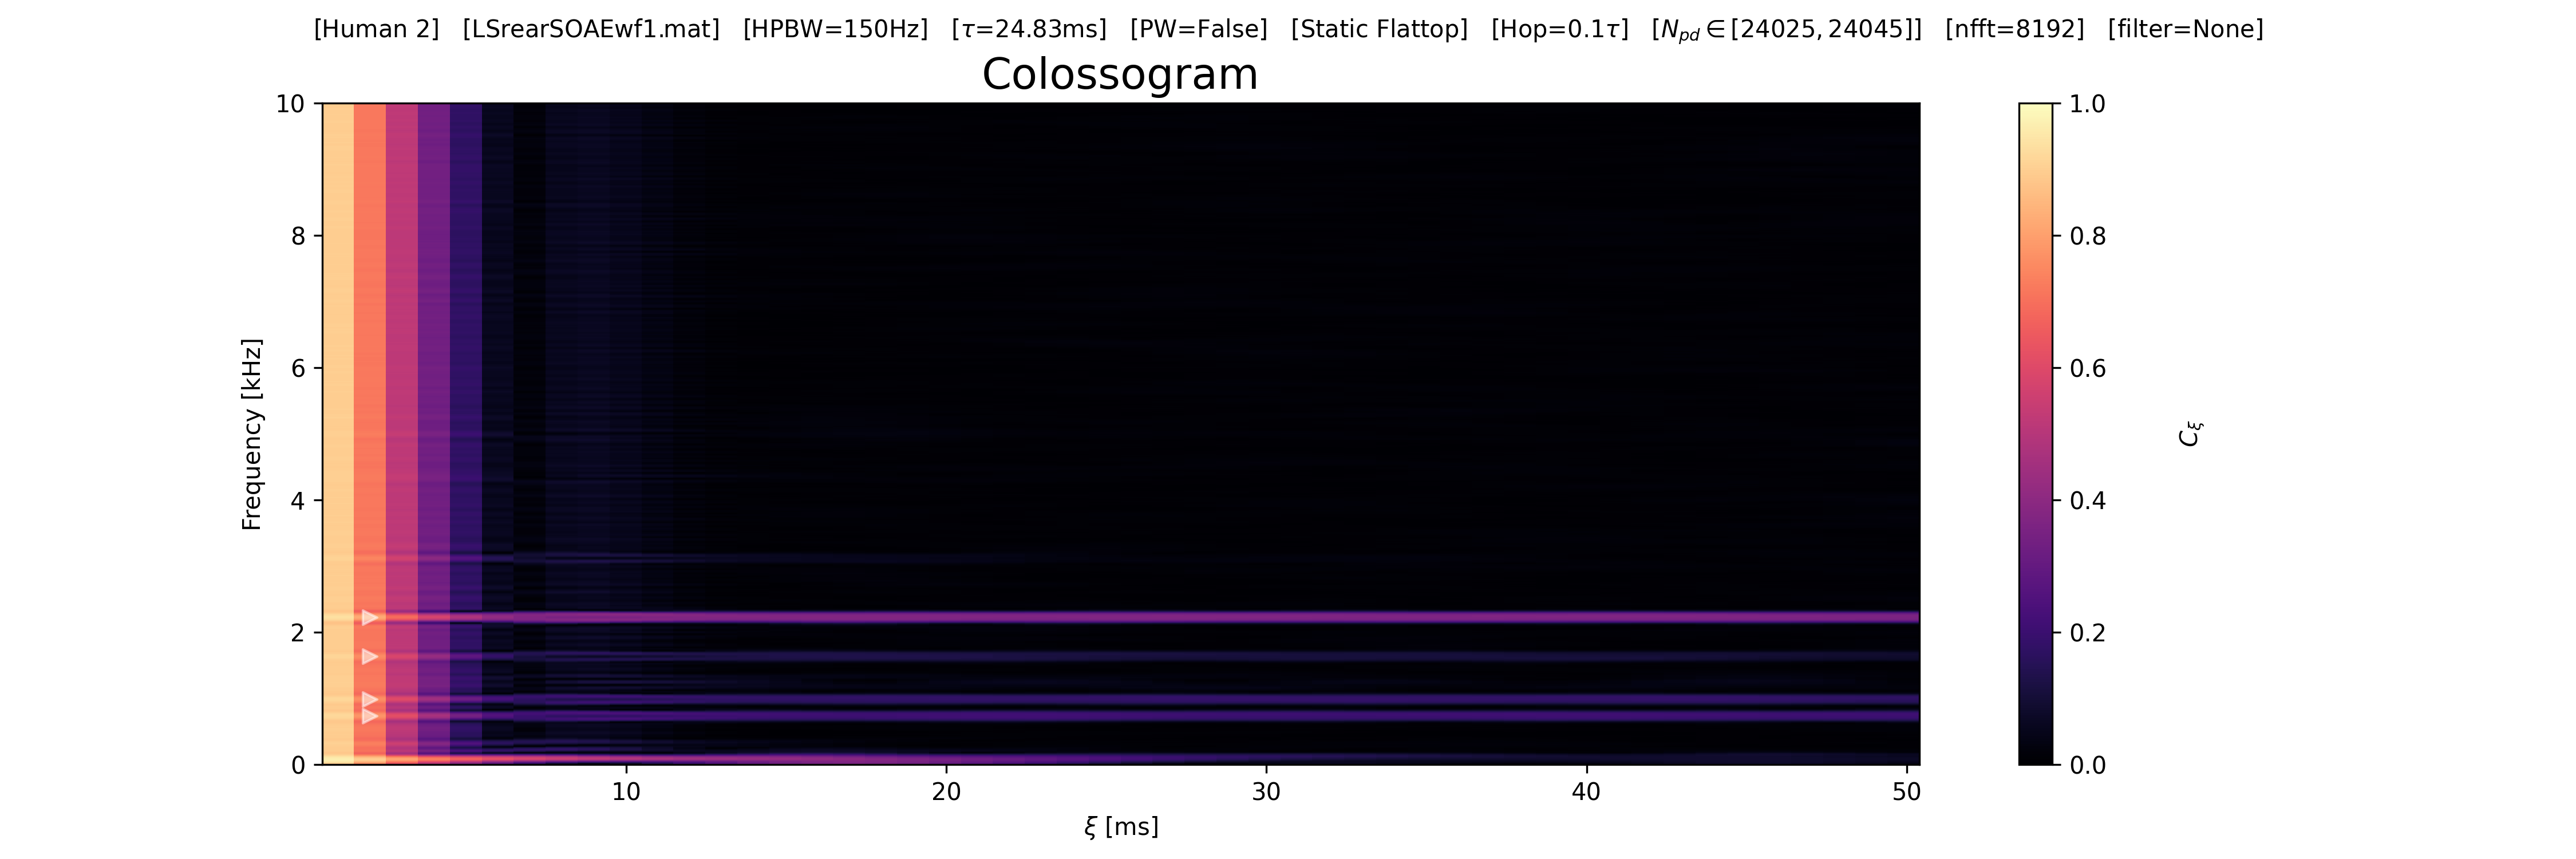 [Human 2] [LSrearSOAEwf1.mat] [HPBW=150Hz] [τ=24.83ms] [PW=False] [Static Flattop] [Hop=0.1τ] [N_pd ∈ [24025, 24045]] [nfft=8192] [filter=None]
Colossogram
10
8
6
4
2
0
Frequency [kHz]
10 20 30 40 50
ξ [ms]
1.0
0.8
0.6
0.4
0.2
0.0
C_ξ